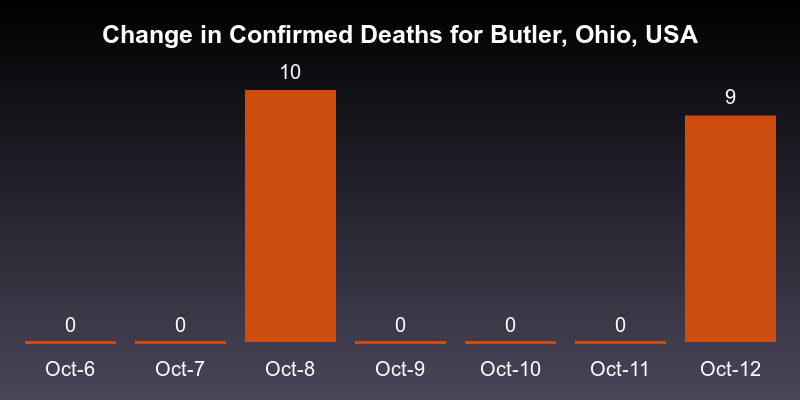 Change in Confirmed Deaths for Butler, Ohio, USA
10
9
0
0
0
0
0
Oct-6
Oct-7
Oct-8
Oct-9
Oct-10
Oct-11
Oct-12